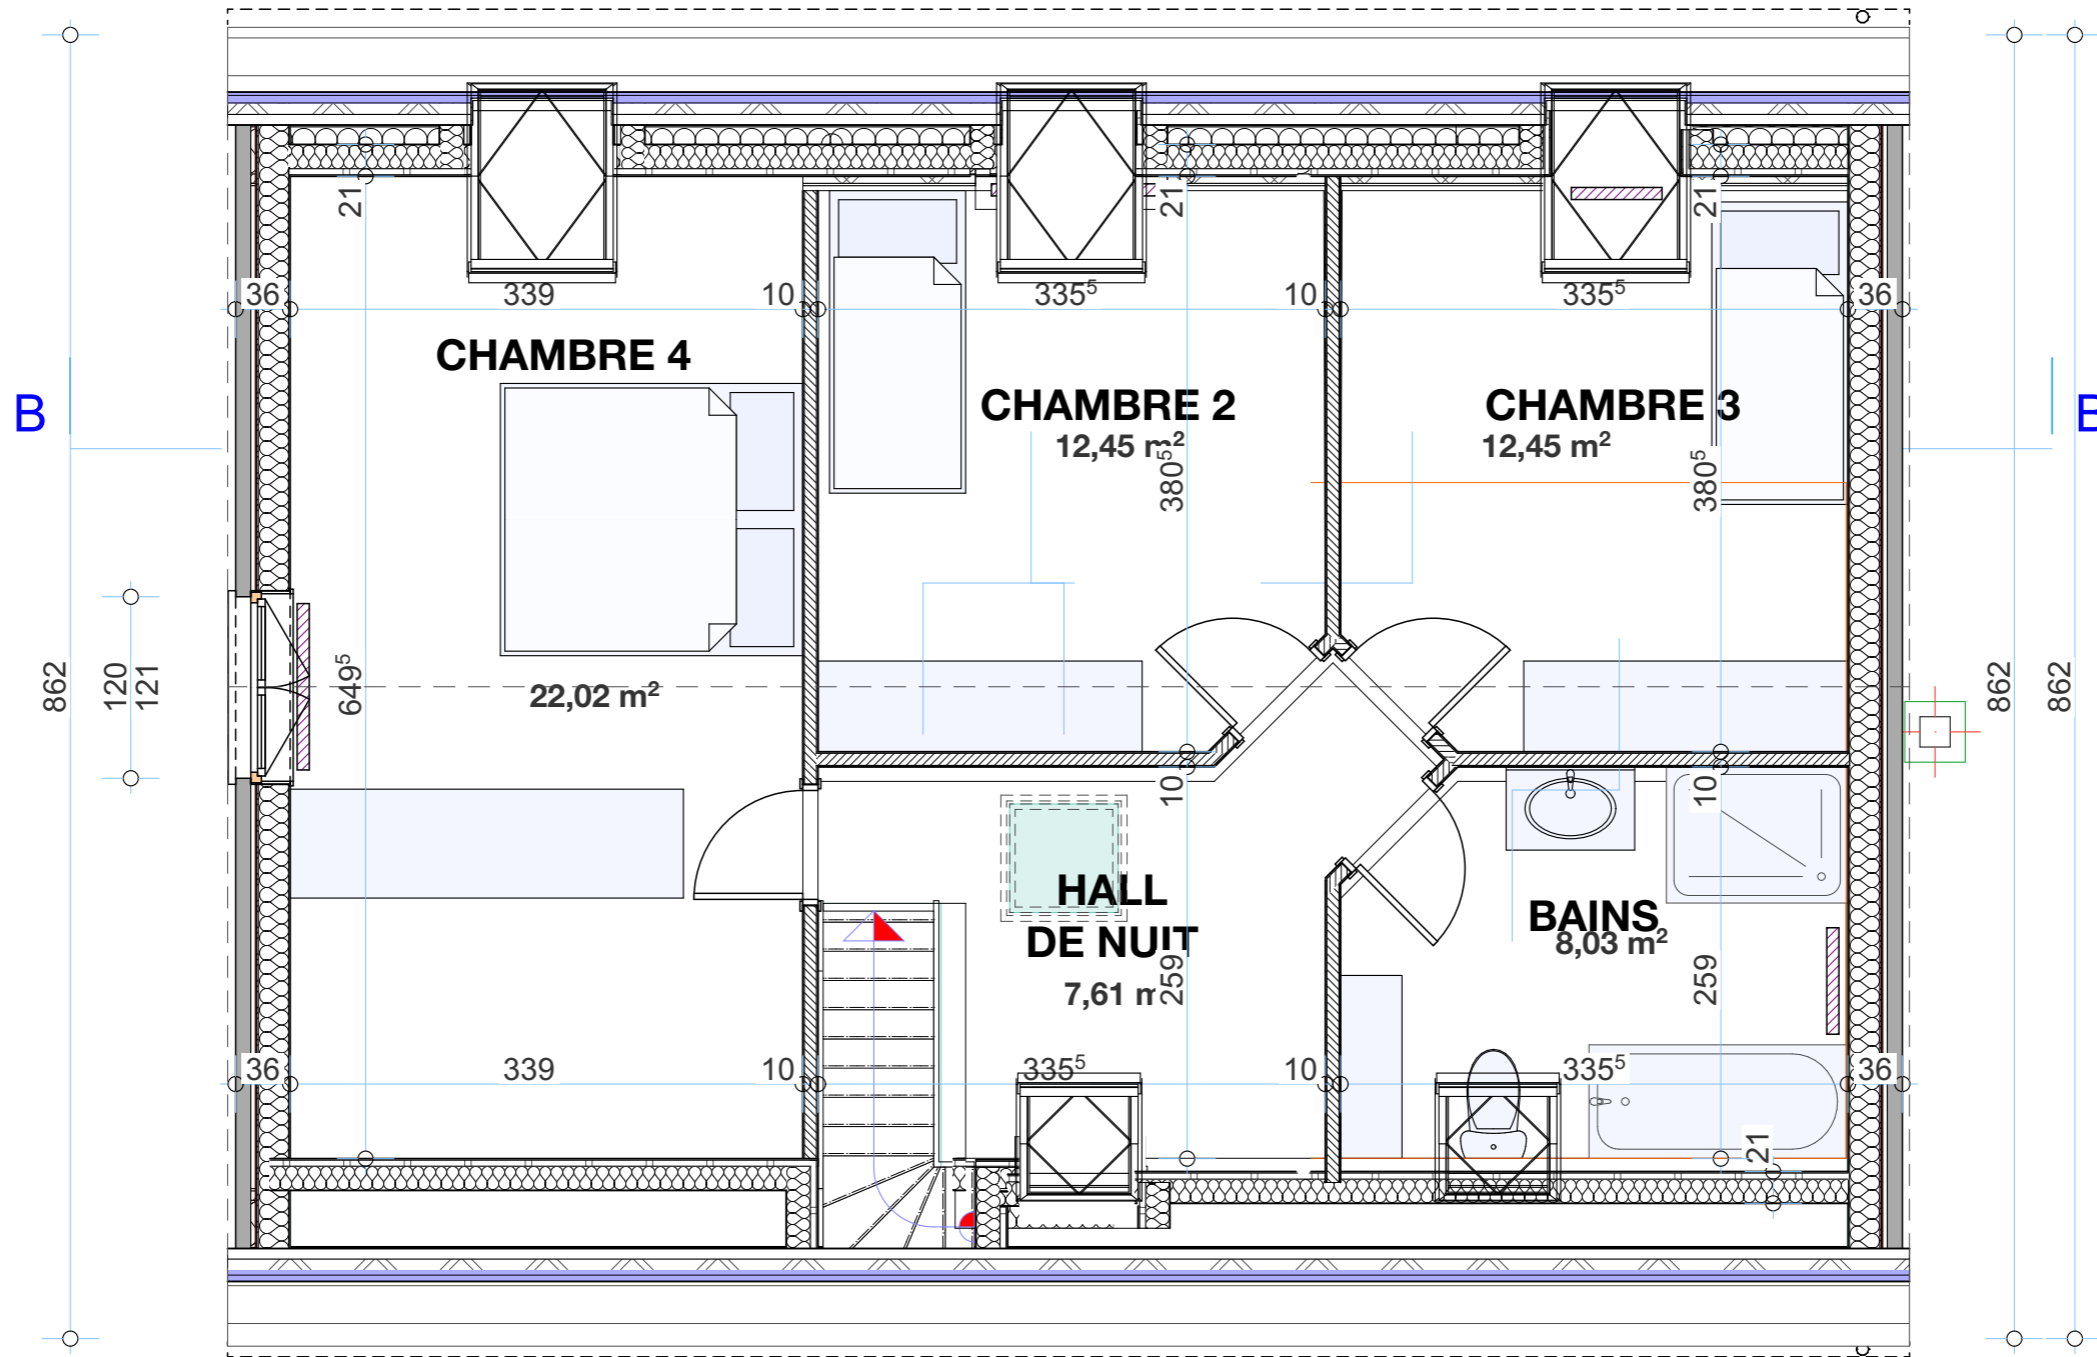 21
21
21
36
339
10
335⁵
10
335⁵
36
CHAMBRE 4
B
CHAMBRE 2
12,45 m²
CHAMBRE 3
12,45 m²
B
380⁵
380⁵
862
120
121
649⁵
22,02 m²
862
862
10
10
HALL
DE NUIT
7,61 m
259
BAINS
8,03 m²
259
36
339
10
335⁵
10
335⁵
36
21